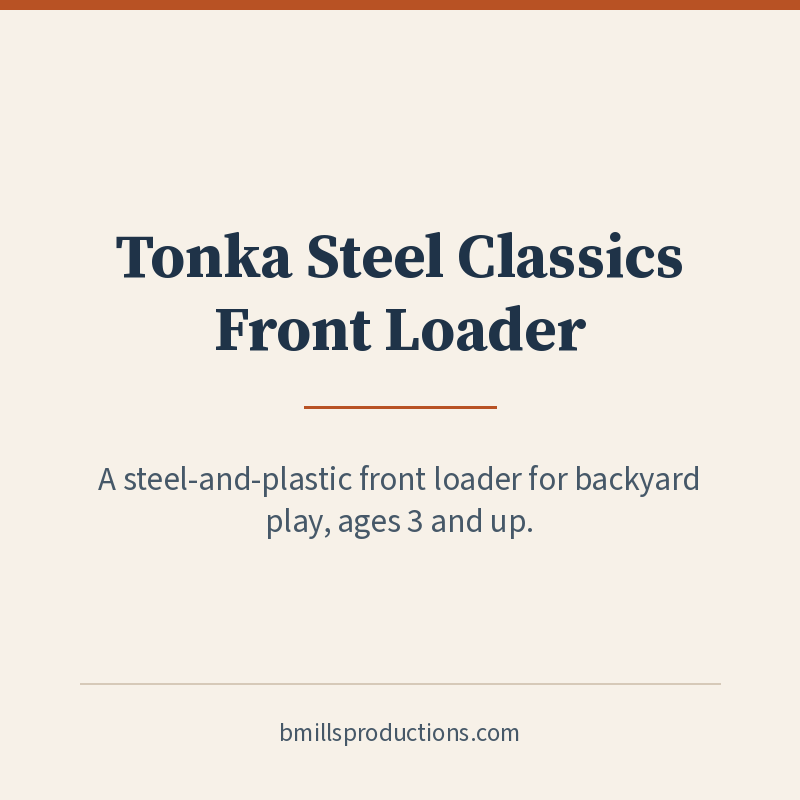 Tonka Steel Classics
Front Loader
A steel-and-plastic front loader for backyard
play, ages 3 and up.
bmillsproductions.com